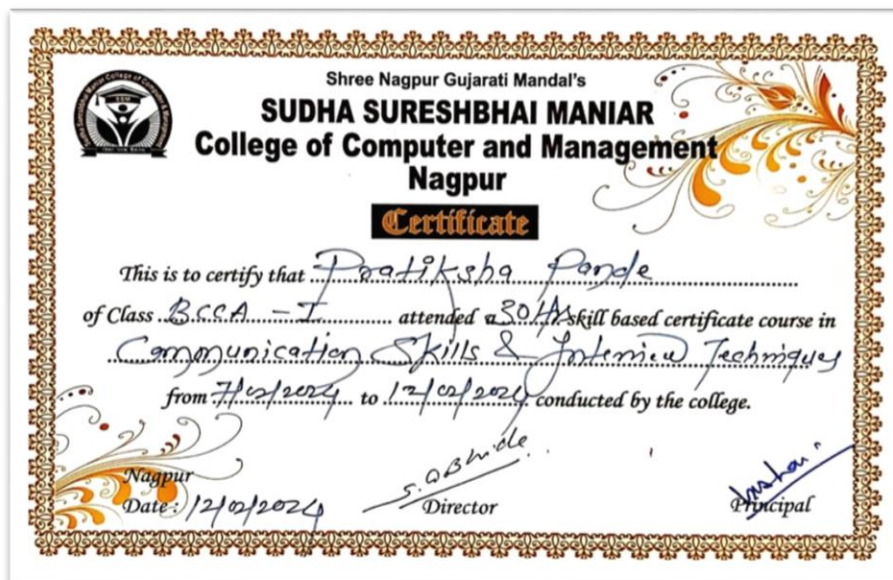 Shree Nagpur Gujarati Mandal's
SUDHA SURESHBHAI MANIAR
College of Computer and Management
Nagpur
Certificate
This is to certify that Pratiksha Pande
of Class BCCA - I attended a 30 Hrs skill based certificate course in
Communication Skills & Interview Techniques
from 7/02/2024 to 12/02/2024 conducted by the college.
Nagpur
Date : 12/02/2024
Director
Principal